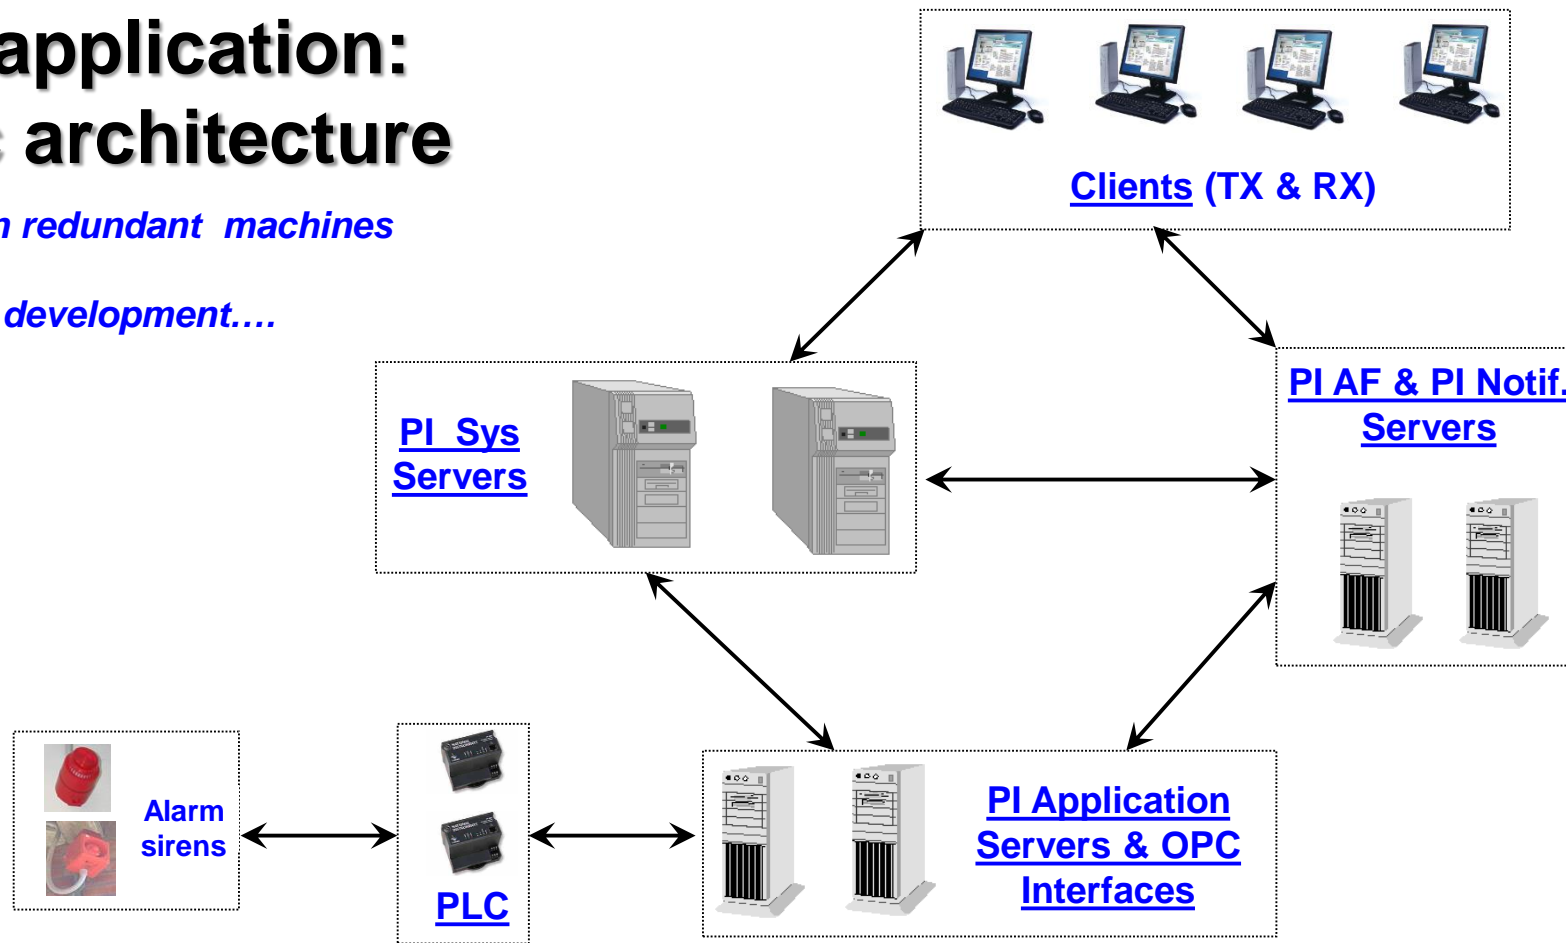 application:
architecture
redundant machines
development....
Clients (TX & RX)
PI AF & PI Notif.
Servers
PI Sys
Servers
Alarm
sirens
PLC
PI Application
Servers & OPC
Interfaces